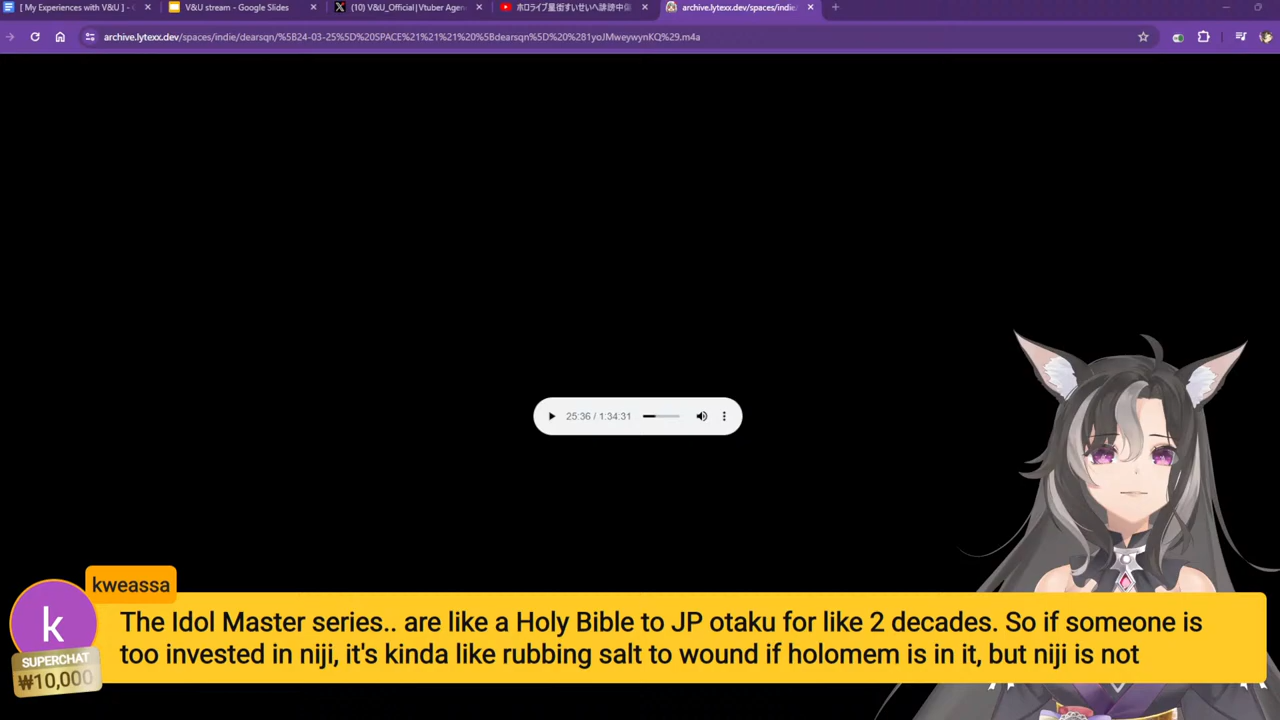 [ My Experiences with V&U ] -
V&U stream - Google Slides
(10) V&U_Official|Vtuber Agen
ホロライブ星街すいせいへ誹謗中傷
archive.lytexx.dev/spaces/indie/
archive.lytexx.dev/spaces/indie/dearsqn/%5B24-03-25%5D%20SPACE%21%21%21%20%5Bdearsqn%5D%20%281yoJMweywynKQ%29.m4a
25:36 / 1:34:31
kweassa
k
The Idol Master series.. are like a Holy Bible to JP otaku for like 2 decades. So if someone is
too invested in niji, it's kinda like rubbing salt to wound if holomem is in it, but niji is not
SUPERCHAT
₩10,000